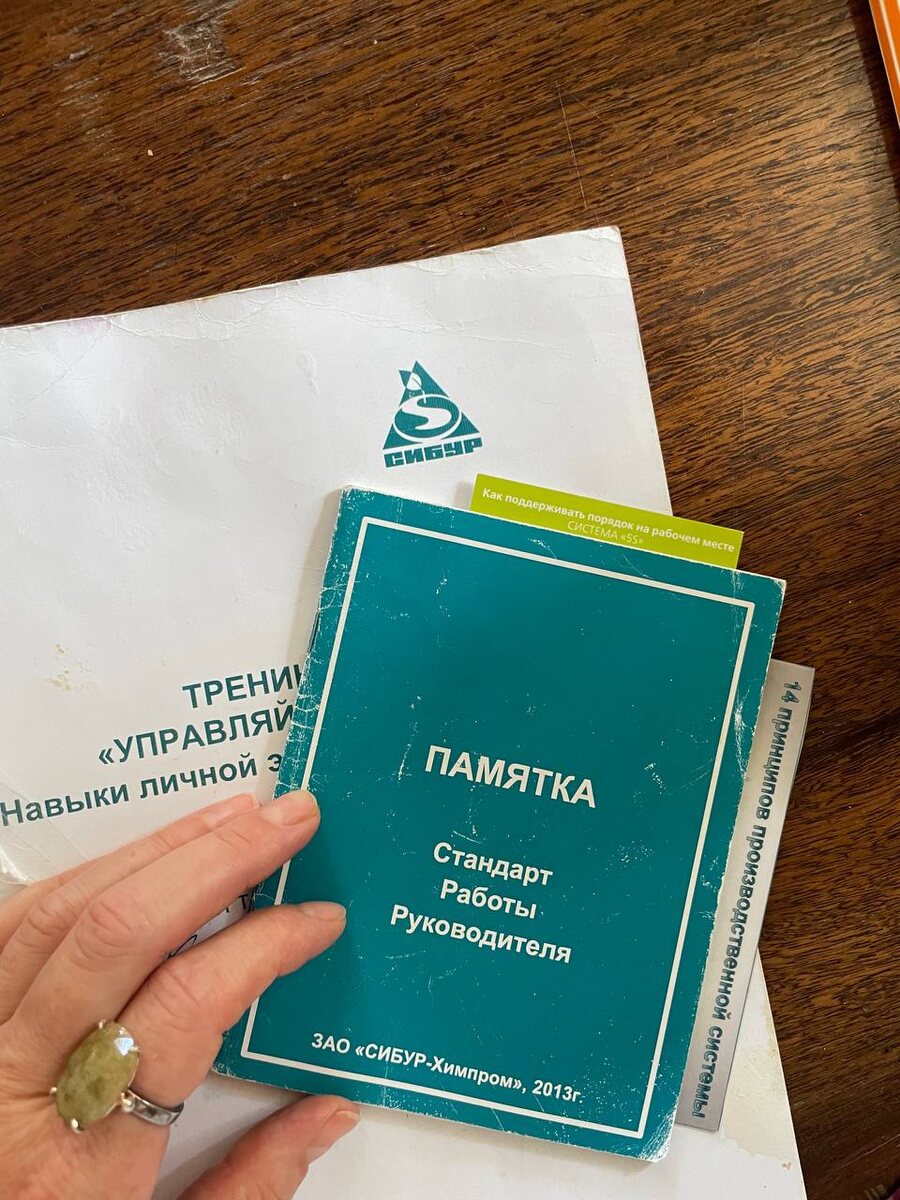 СИБУР
Как поддерживать порядок на рабочем месте
СИСТЕМА «5S»
ТРЕНИН
«УПРАВЛЯЙ
Навыки личной э
ПАМЯТКА
Стандарт
Работы
Руководителя
ЗАО «СИБУР-Химпром», 2013г.
14 принципов производственной системы